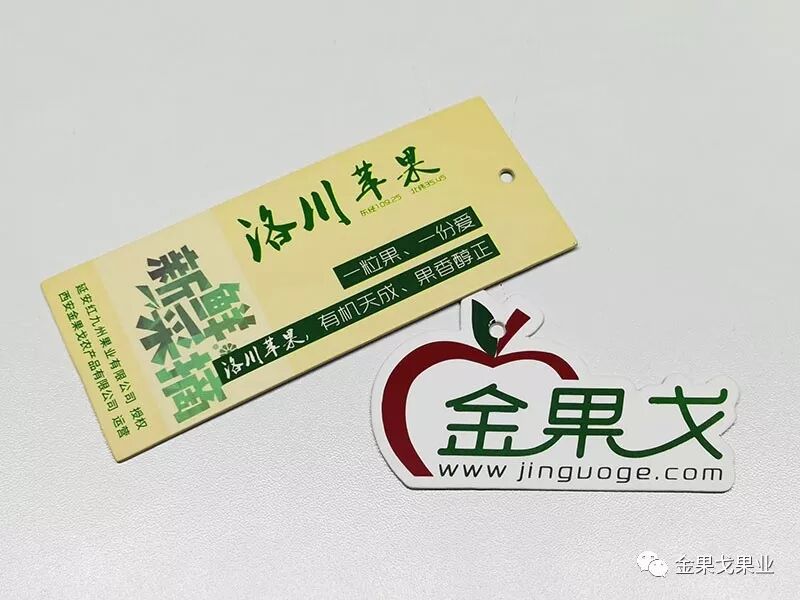 洛川苹果
东经109.25 北纬35.45
一粒果、一份爱
洛川苹果，有机天成、果香醇正
新鲜采摘
延安红九州果业有限公司 授权
西安金果戈农产品有限公司 运营
金果戈
www.jinguoge.com
金果戈果业